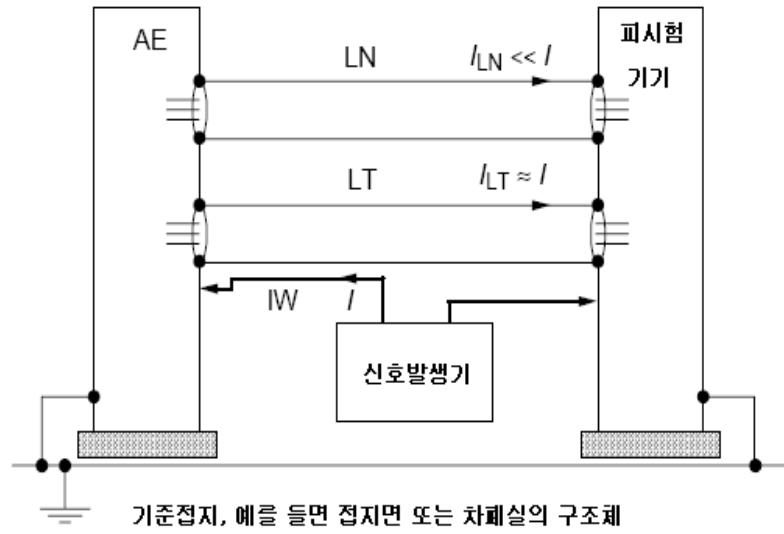 AE
LN
I_LN << I
피시험
기기
LT
I_LT ≈ I
IW
I
신호발생기
기준접지, 예를 들면 접지면 또는 차폐실의 구조체